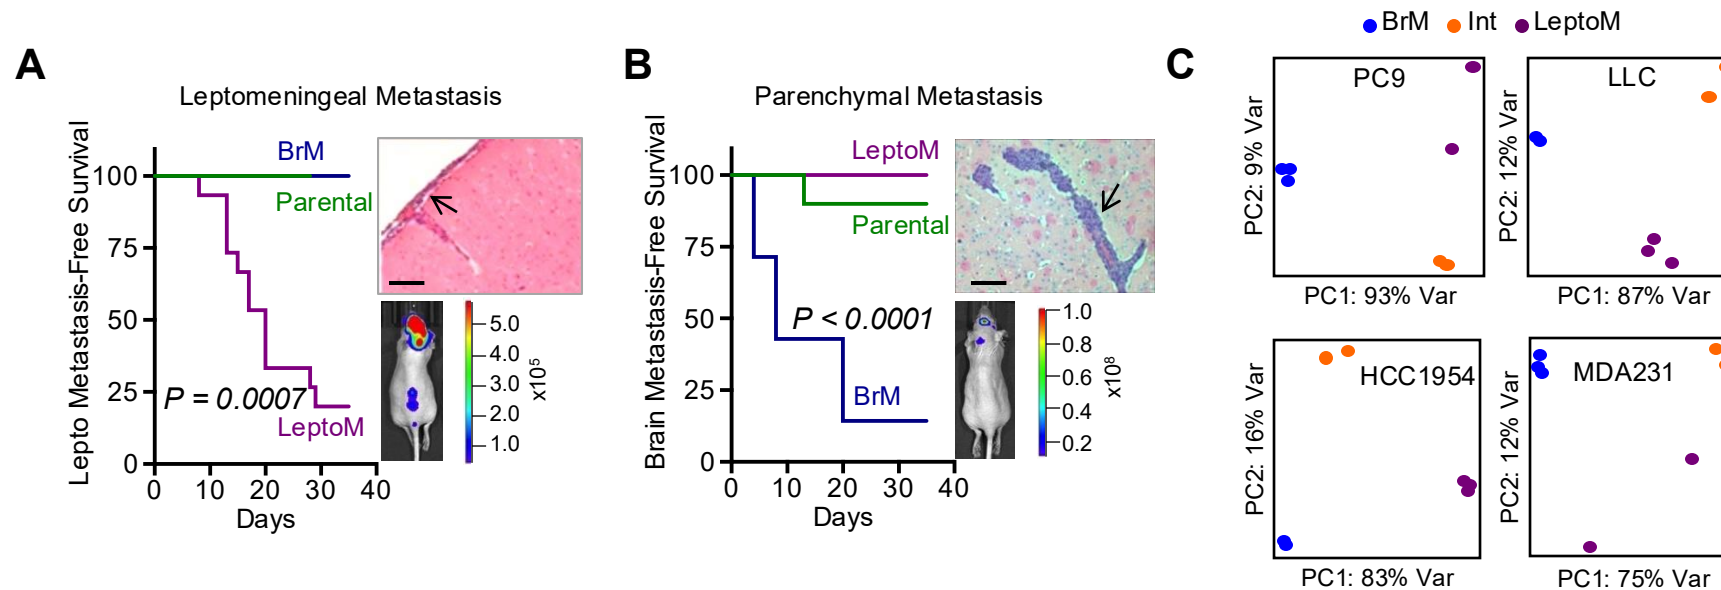 A
Leptomeningeal Metastasis
Lepto Metastasis-Free Survival
100
75
50
25
0
0 10 20 30 40
Days
BrM
Parental
P = 0.0007
LeptoM
5.0
4.0
3.0
2.0
1.0
x10⁵
B
Parenchymal Metastasis
Brain Metastasis-Free Survival
100
75
50
25
0
0 10 20 30 40
Days
LeptoM
Parental
P < 0.0001
BrM
1.0
0.8
0.6
0.4
0.2
x10⁸
C
BrM Int LeptoM
PC9
PC2: 9% Var
PC1: 93% Var
LLC
PC2: 12% Var
PC1: 87% Var
HCC1954
PC2: 16% Var
PC1: 83% Var
MDA231
PC2: 12% Var
PC1: 75% Var